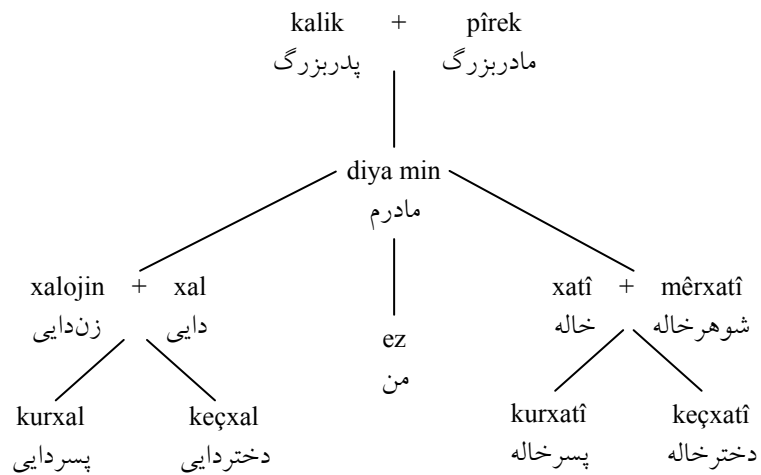 kalik + pîrek
پدربزرگ مادربزرگ
diya min
مادرم
xalojin + xal
زن‌دایی دایی
xatî + mêrxatî
خاله شوهرخاله
ez
من
kurxal keçxal
پسردایی دختردایی
kurxatî keçxatî
پسرخاله دخترخاله